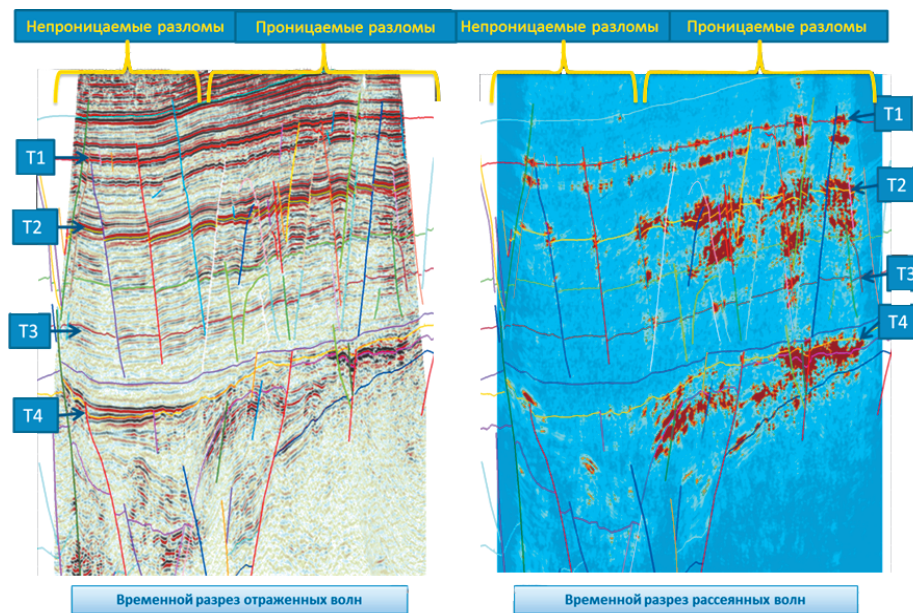 Непроницаемые разломы
Проницаемые разломы
Непроницаемые разломы
Проницаемые разломы
T1
T2
T3
T4
T1
T2
T3
T4
Временной разрез отраженных волн
Временной разрез рассеянных волн